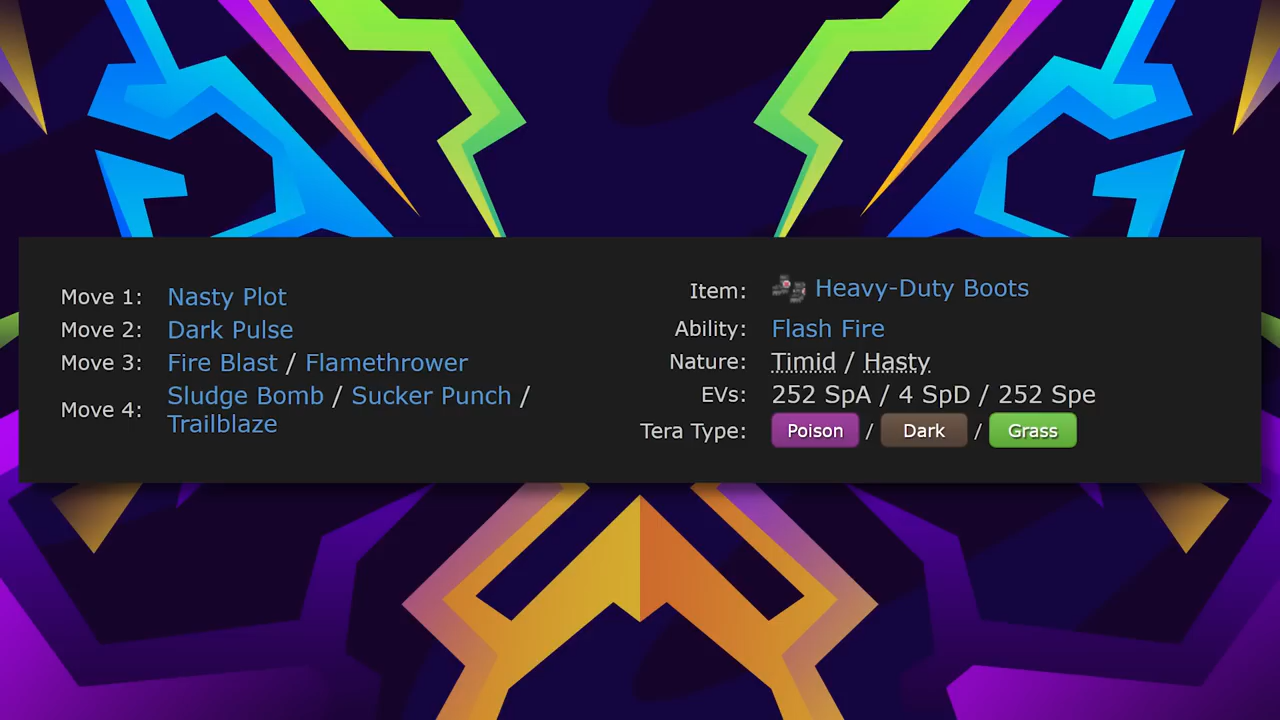 Move 1: Nasty Plot
Move 2: Dark Pulse
Move 3: Fire Blast / Flamethrower
Move 4: Sludge Bomb / Sucker Punch /
Trailblaze
Item: Heavy-Duty Boots
Ability: Flash Fire
Nature: Timid / Hasty
EVs: 252 SpA / 4 SpD / 252 Spe
Tera Type: Poison / Dark / Grass